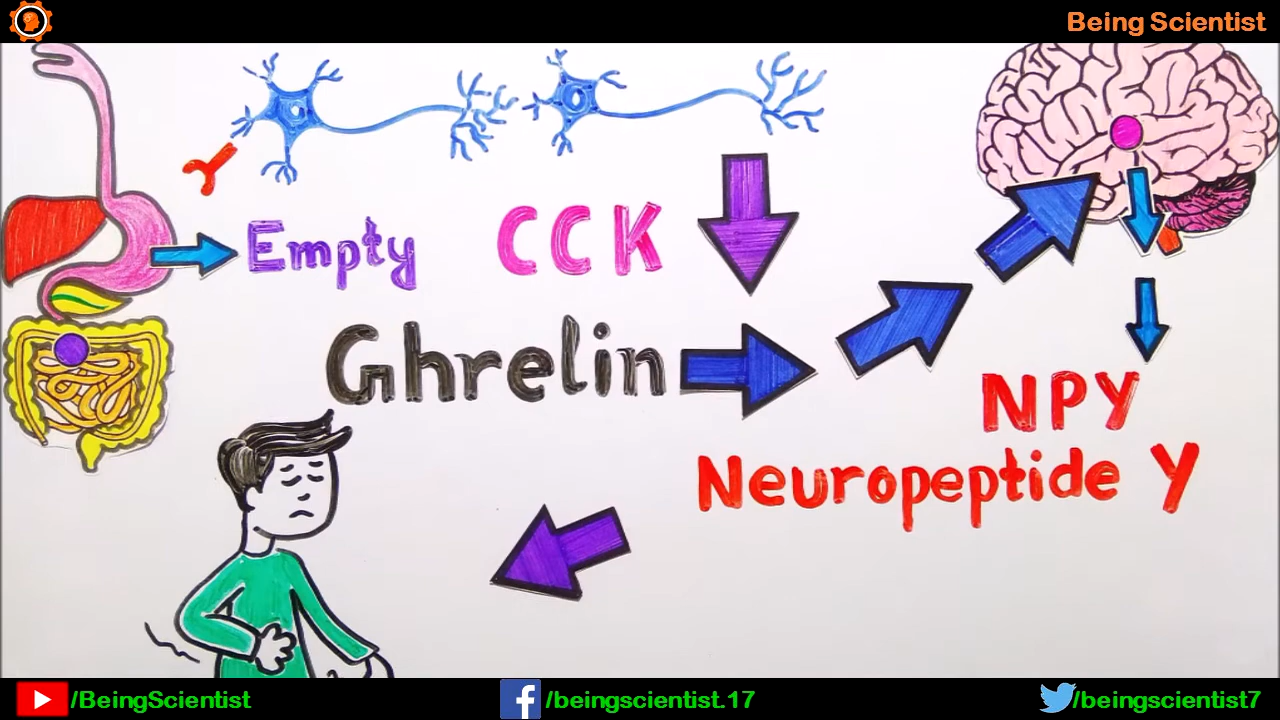 Being Scientist
Empty
CCK
Ghrelin
NPY
Neuropeptide Y
/BeingScientist
/beingscientist.17
/beingscientist7